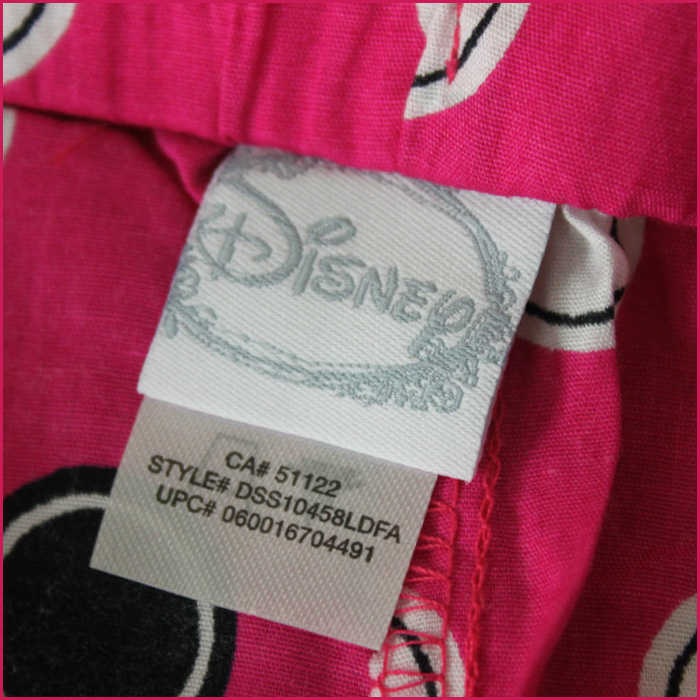 Disney
CA# 51122
STYLE# DSS10458LDFA
UPC# 060016704491